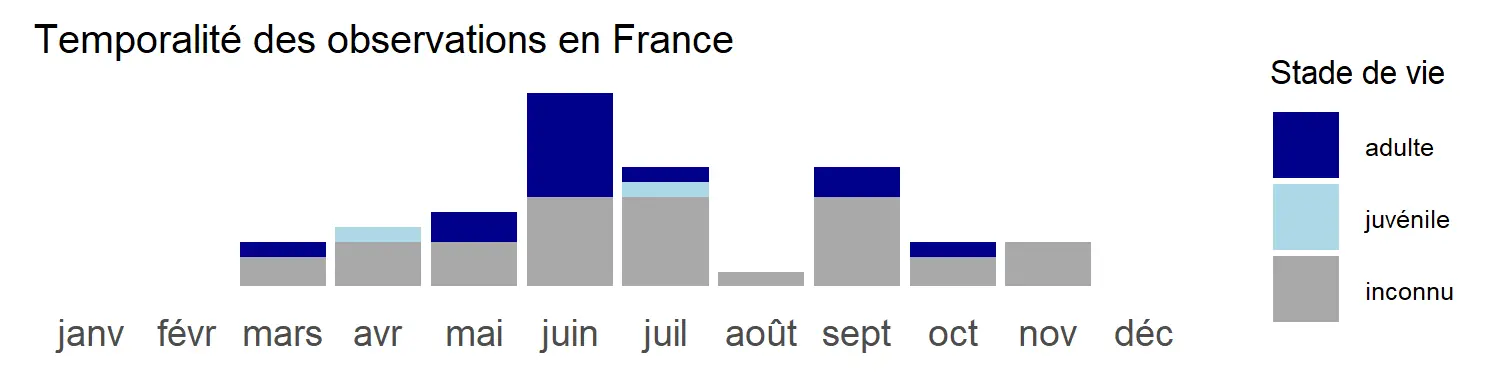 Temporalité des observations en France
Stade de vie
adulte
juvénile
inconnu
janv févr mars avr mai juin juil août sept oct nov déc